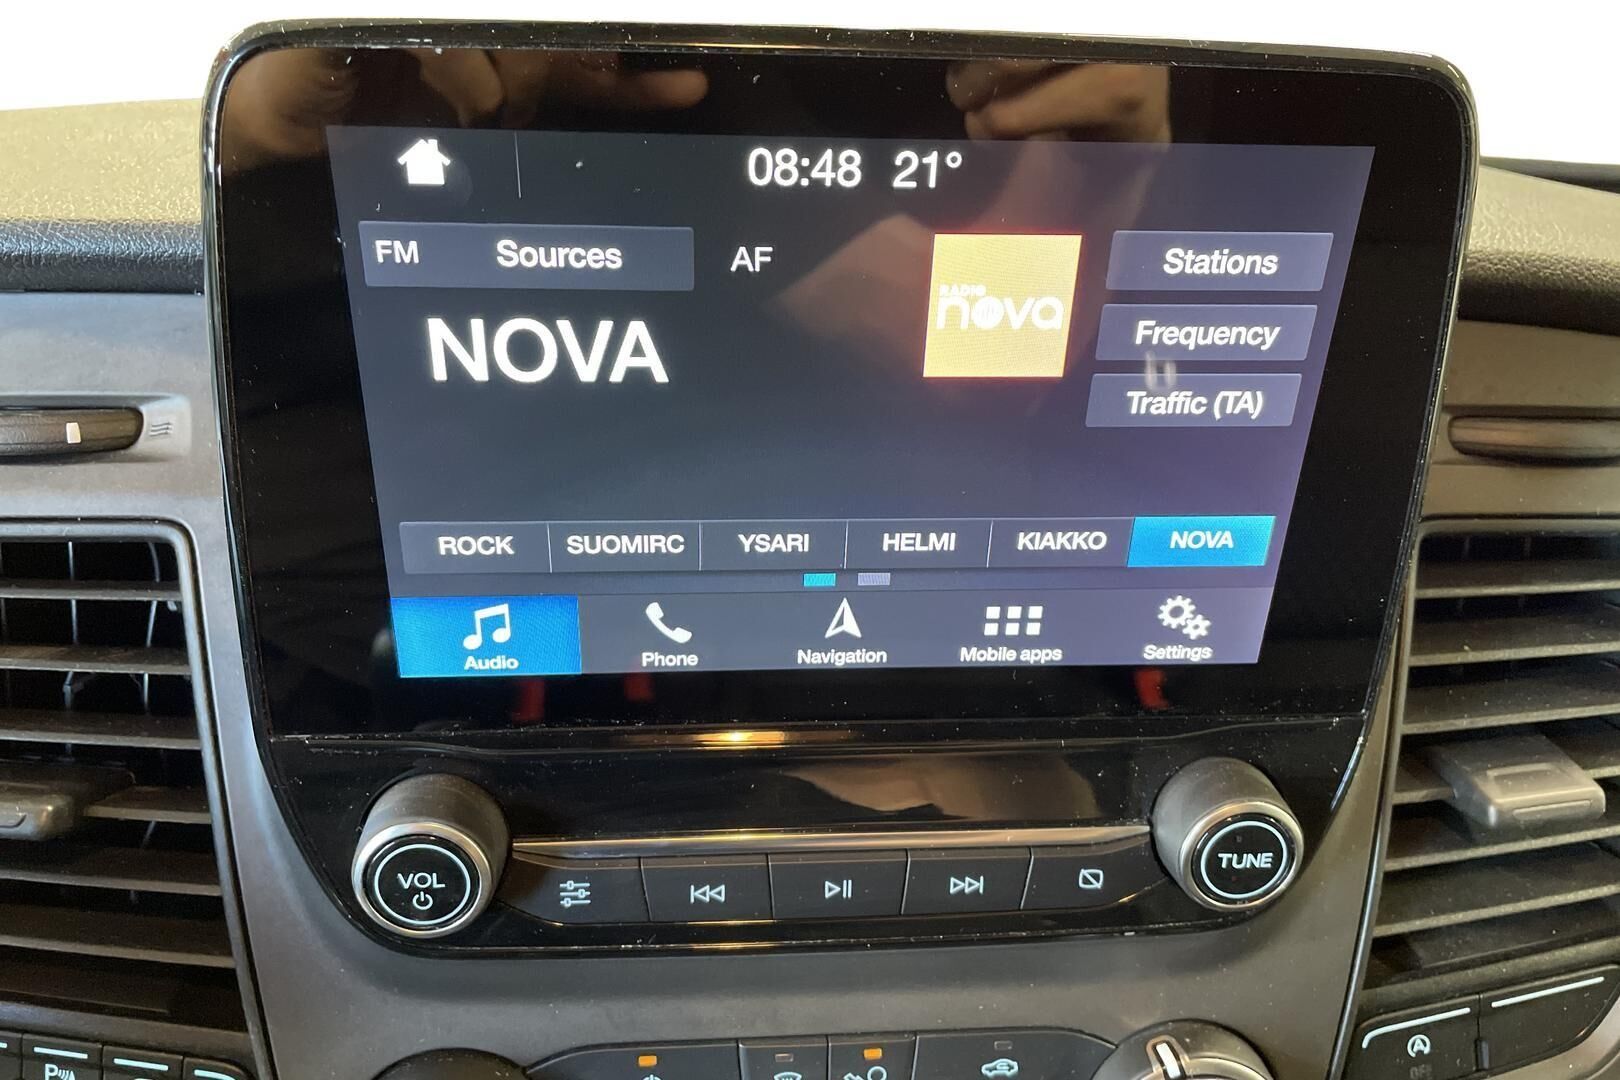 08:48 21°
FM Sources AF
Stations
RADIO
nova
NOVA
Frequency
Traffic (TA)
ROCK SUOMIRC YSARI HELMI KIAKKO NOVA
Audio Phone Navigation Mobile apps Settings
VOL
TUNE
A
OFF
P